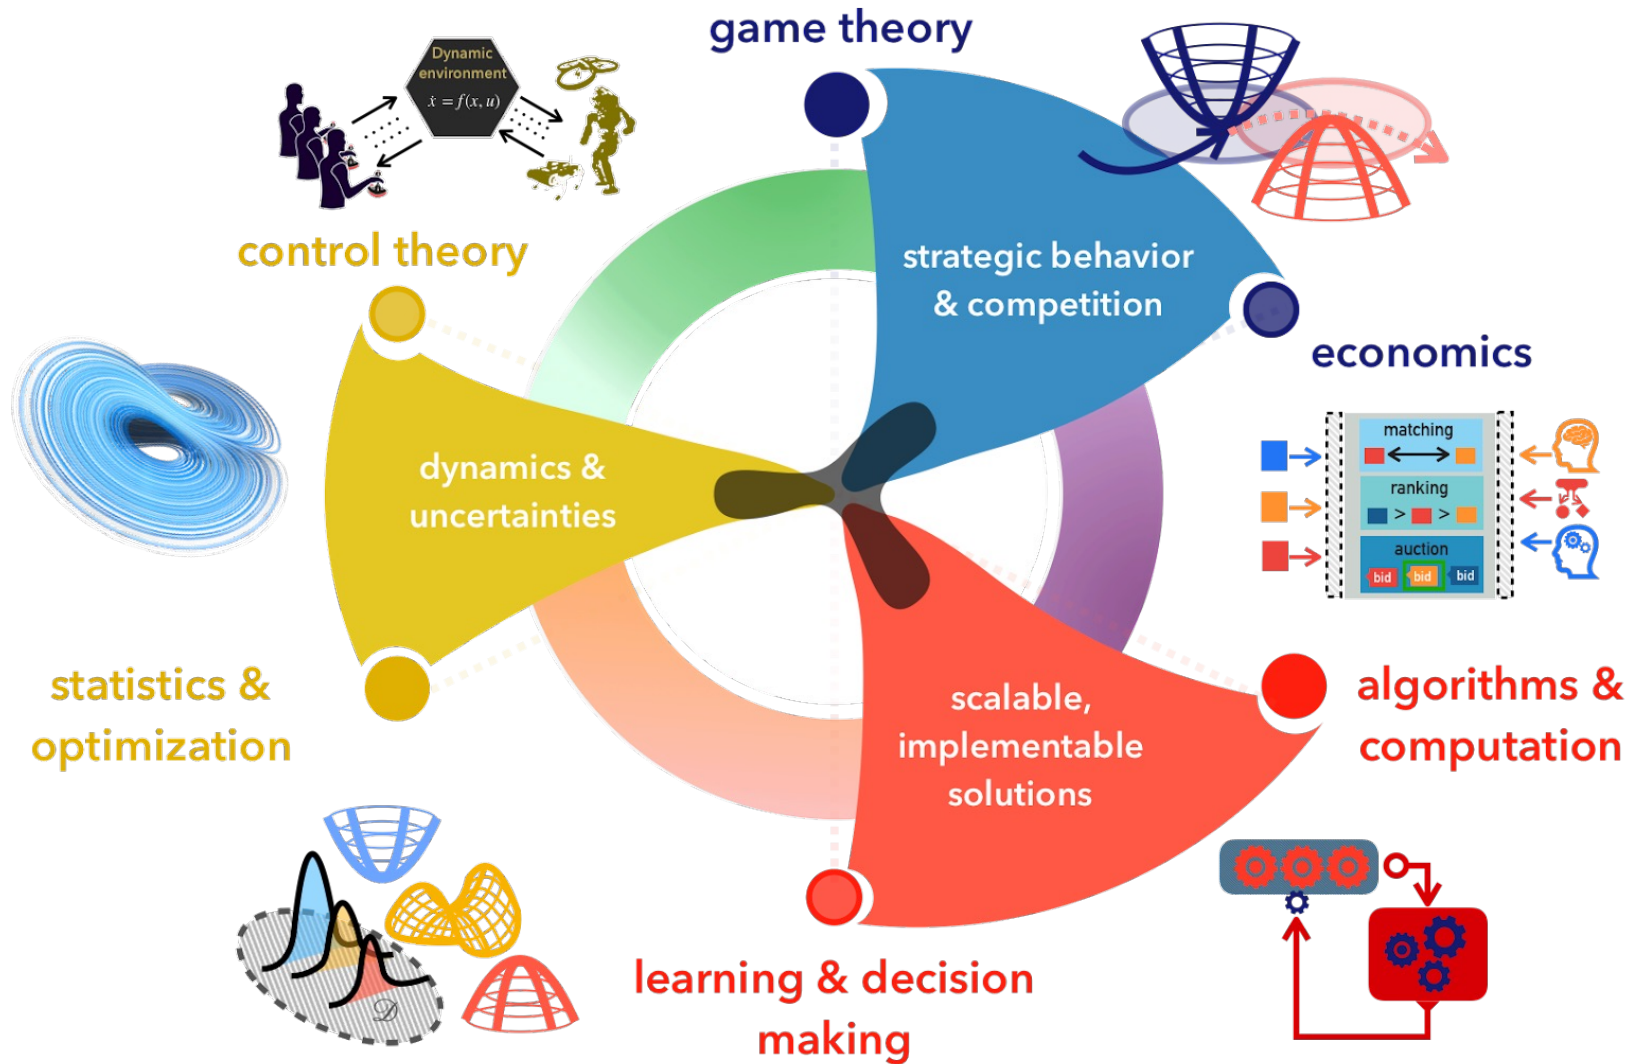 game theory
Dynamic
environment
ẋ = f(x, u)
control theory
strategic behavior
& competition
economics
matching
ranking
> >
auction
bid bid bid
dynamics &
uncertainties
statistics &
optimization
scalable,
implementable
solutions
algorithms &
computation
𝒟
learning & decision
making